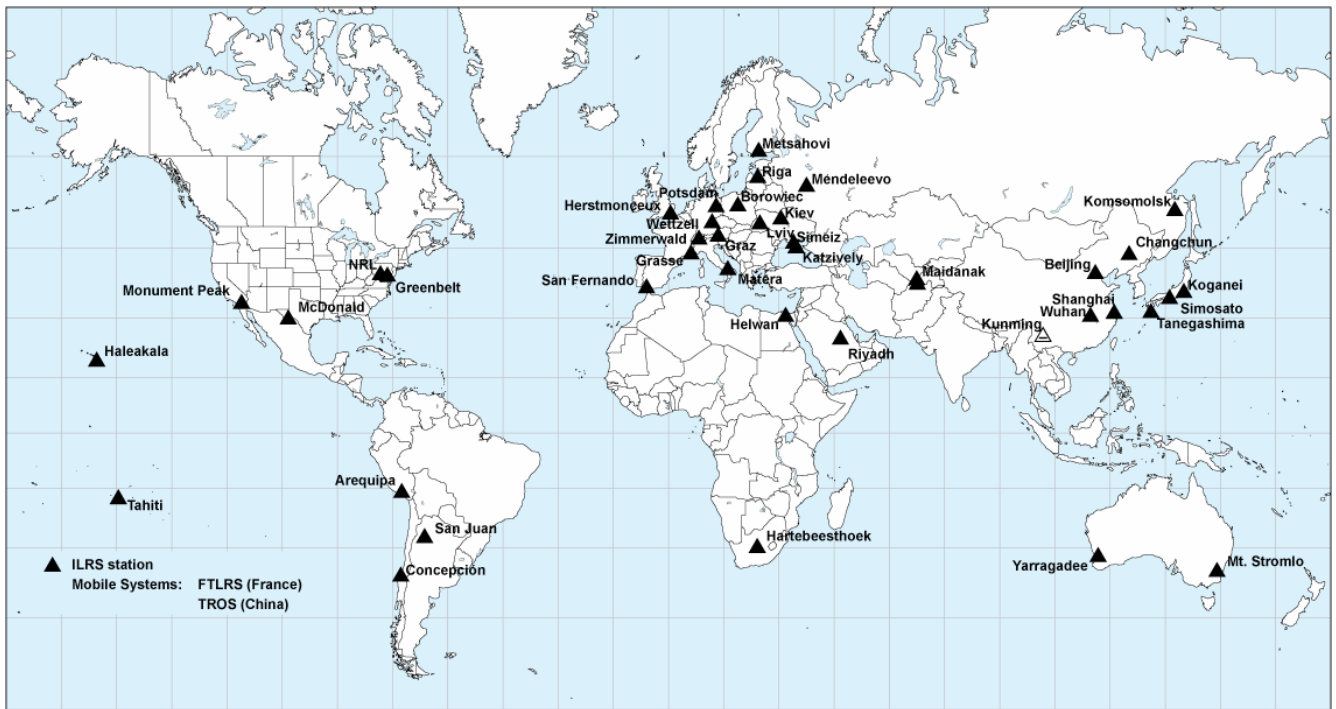 Metsahovi
Riga
Mendeleevo
Potsdam
Borowiec
Komsomolsk
Herstmonceux
Kiev
Wettzell
Lviv
Simeiz
Zimmerwald
Graz
Changchun
Katzively
Grasse
NRL
Beijing
Maidanak
San Fernando
Matera
Greenbelt
Monument Peak
Koganei
McDonald
Shanghai
Simosato
Wuhan
Helwan
Kunming
Tanegashima
Haleakala
Riyadh
Arequipa
Tahiti
San Juan
Hartebeesthoek
ILRS station
Yarragadee
Mt. Stromlo
Concepción
Mobile Systems: FTLRS (France)
TROS (China)